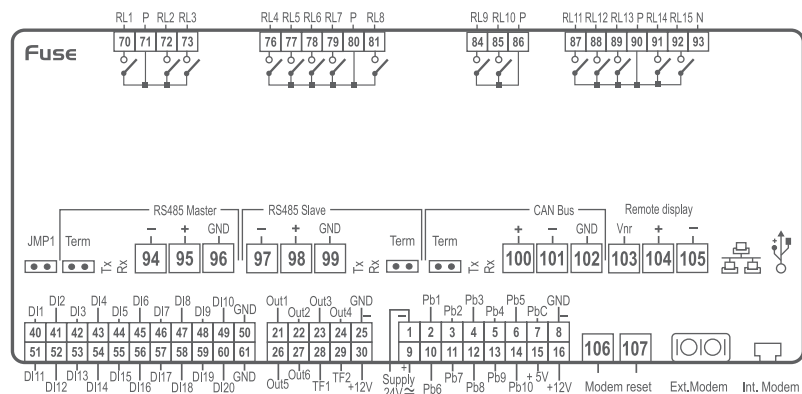 RL1 P RL2 RL3 RL4 RL5 RL6 RL7 P RL8 RL9 RL10 P RL11 RL12 RL13 P RL14 RL15 N
70 71 72 73 76 77 78 79 80 81 84 85 86 87 88 89 90 91 92 93
Fuse
RS485 Master RS485 Slave CAN Bus Remote display
JMP1 Term − + GND − + GND Term Term + − GND Vnr + −
Tx Rx 94 95 96 97 98 99 Tx Rx Tx Rx 100 101 102 103 104 105
DI2 DI4 DI6 DI8 DI10 Out1 Out3 GND Pb1 Pb3 Pb5 GND
DI1 DI3 DI5 DI7 DI9 GND Out2 Out4 − − Pb2 Pb4 PbC −
40 41 42 43 44 45 46 47 48 49 50 21 22 23 24 25 1 2 3 4 5 6 7 8
51 52 53 54 55 56 57 58 59 60 61 26 27 28 29 30 9 10 11 12 13 14 15 16 106 107
DI11 DI13 DI15 DI17 DI19 GND Out6 TF2 + Supply Pb7 Pb9 + 5V
DI12 DI14 DI16 DI18 DI20 Out5 TF1 +12V 24V≃ Pb6 Pb8 Pb10 +12V Modem reset Ext.Modem Int. Modem